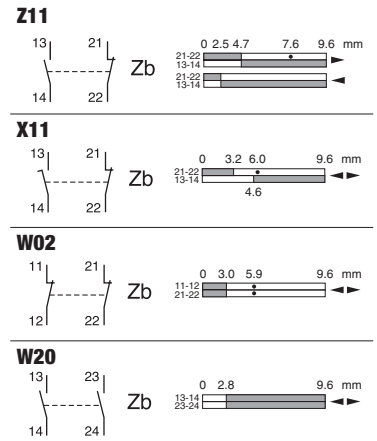 Z11
13 21 0 2.5 4.7 7.6 9.6 mm
21-22
13-14
Zb
21-22
13-14
14 22
X11
13 21 0 3.2 6.0 9.6 mm
21-22
13-14
Zb
4.6
14 22
W02
11 21 0 3.0 5.9 9.6 mm
11-12
21-22
Zb
12 22
W20
13 23 0 2.8 9.6 mm
13-14
23-24
Zb
14 24